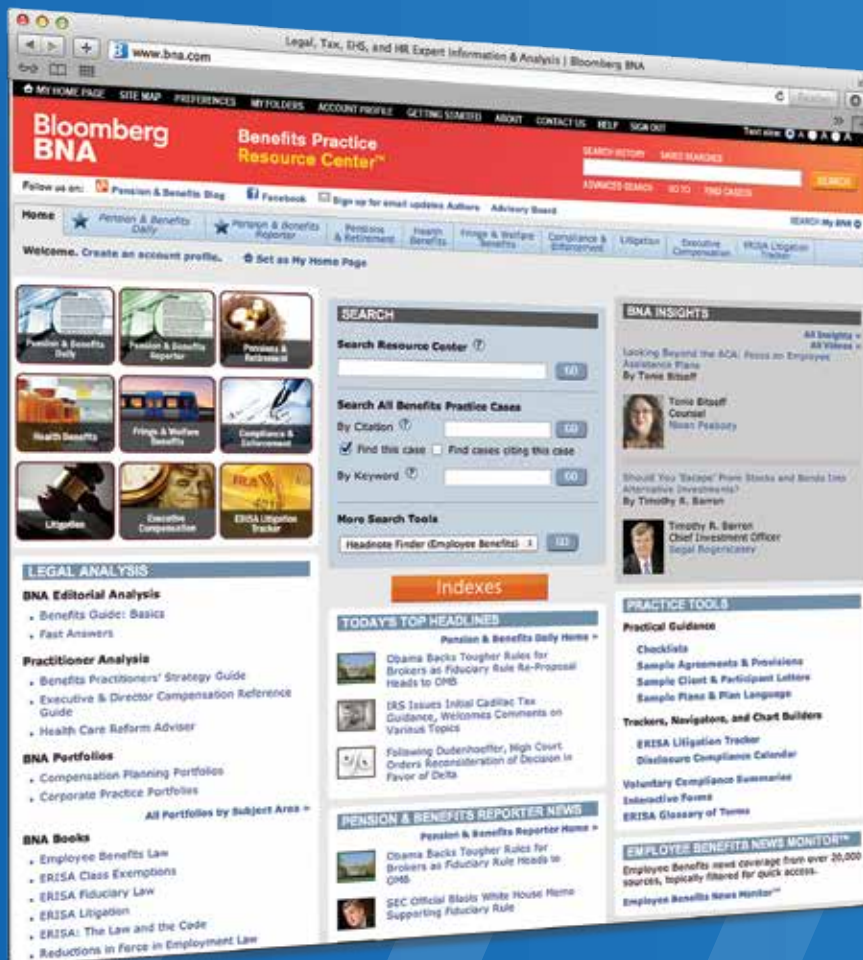 Legal, Tax, EHS, and HR Expert Information & Analysis | Bloomberg BNA
www.bna.com
Reader
MY HOME PAGE SITE MAP PREFERENCES MY FOLDERS ACCOUNT PROFILE GETTING STARTED ABOUT CONTACT US HELP SIGN OUT
Text size: A A A
Bloomberg
BNA
Benefits Practice
Resource Center™
SEARCH HISTORY SAVED SEARCHES
SEARCH
ADVANCED SEARCH GO TO FIND CASES
Follow us on: Pension & Benefits Blog Facebook Sign up for email updates Authors Advisory Board
SEARCH My BNA
Home
Pension & Benefits
Daily
Pension & Benefits
Reporter
Pensions
& Retirement
Health
Benefits
Fringe & Welfare
Benefits
Compliance &
Enforcement
Litigation
Executive
Compensation
ERISA Litigation
Tracker
Welcome. Create an account profile. Set as My Home Page
Pension & Benefits
Daily
Pension & Benefits
Reporter
Pensions &
Retirement
Health Benefits
Fringe & Welfare
Benefits
Compliance &
Enforcement
Litigation
Executive
Compensation
ERISA Litigation
Tracker
LEGAL ANALYSIS
BNA Editorial Analysis
Benefits Guide: Basics
Fast Answers
Practitioner Analysis
Benefits Practitioners' Strategy Guide
Executive & Director Compensation Reference
Guide
Health Care Reform Adviser
BNA Portfolios
Compensation Planning Portfolios
Corporate Practice Portfolios
All Portfolios by Subject Area »
BNA Books
Employee Benefits Law
ERISA Class Exemptions
ERISA Fiduciary Law
ERISA Litigation
ERISA: The Law and the Code
Reductions in Force in Employment Law
SEARCH
Search Resource Center ?
GO
Search All Benefits Practice Cases
By Citation ?
GO
Find this case Find cases citing this case
By Keyword ?
GO
More Search Tools
Headnote Finder (Employee Benefits)
GO
Indexes
TODAY'S TOP HEADLINES
Pension & Benefits Daily Home »
Obama Backs Tougher Rules for
Brokers as Fiduciary Rule Re-Proposal
Heads to OMB
IRS Issues Initial Cadillac Tax
Guidance, Welcomes Comments on
Various Topics
Following Dudenhoeffer, High Court
Orders Reconsideration of Decision in
Favor of Delta
PENSION & BENEFITS REPORTER NEWS
Pension & Benefits Reporter Home »
Obama Backs Tougher Rules for
Brokers as Fiduciary Rule Heads to
OMB
SEC Official Blasts White House Memo
Supporting Fiduciary Rule
BNA INSIGHTS
All Insights »
All Videos »
Looking Beyond the ACA: Focus on Employee
Assistance Plans
By Tonie Bitseff
Tonie Bitseff
Counsel
Nixon Peabody
Should You 'Escape' From Stocks and Bonds Into
Alternative Investments?
By Timothy R. Barron
Timothy R. Barron
Chief Investment Officer
Segal Rogerscasey
PRACTICE TOOLS
Practical Guidance
Checklists
Sample Agreements & Provisions
Sample Client & Participant Letters
Sample Plans & Plan Language
Trackers, Navigators, and Chart Builders
ERISA Litigation Tracker
Disclosure Compliance Calendar
Voluntary Compliance Summaries
Interactive Forms
ERISA Glossary of Terms
EMPLOYEE BENEFITS NEWS MONITOR™
Employee Benefits news coverage from over 20,000
sources, topically filtered for quick access.
Employee Benefits News Monitor™